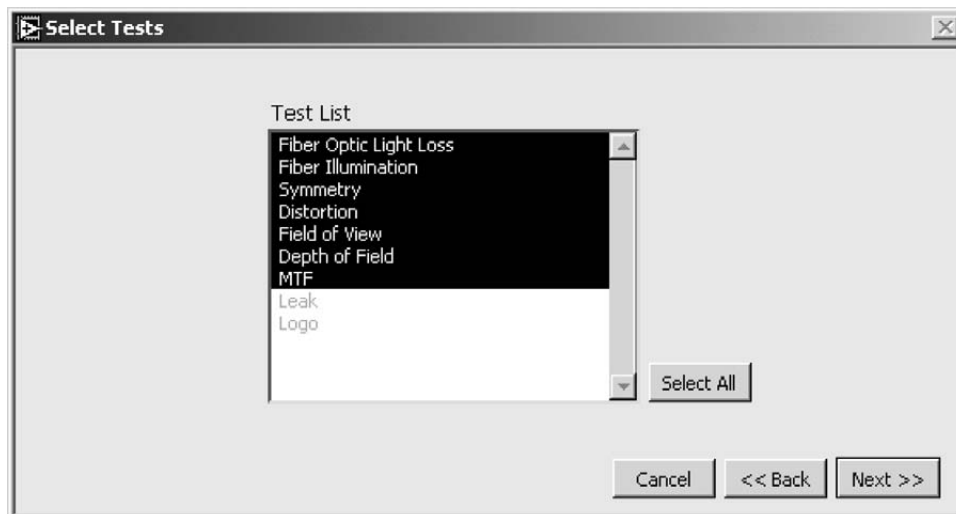 Select Tests
Test List
Fiber Optic Light Loss
Fiber Illumination
Symmetry
Distortion
Field of View
Depth of Field
MTF
Leak
Logo
Select All
Cancel
<< Back
Next >>